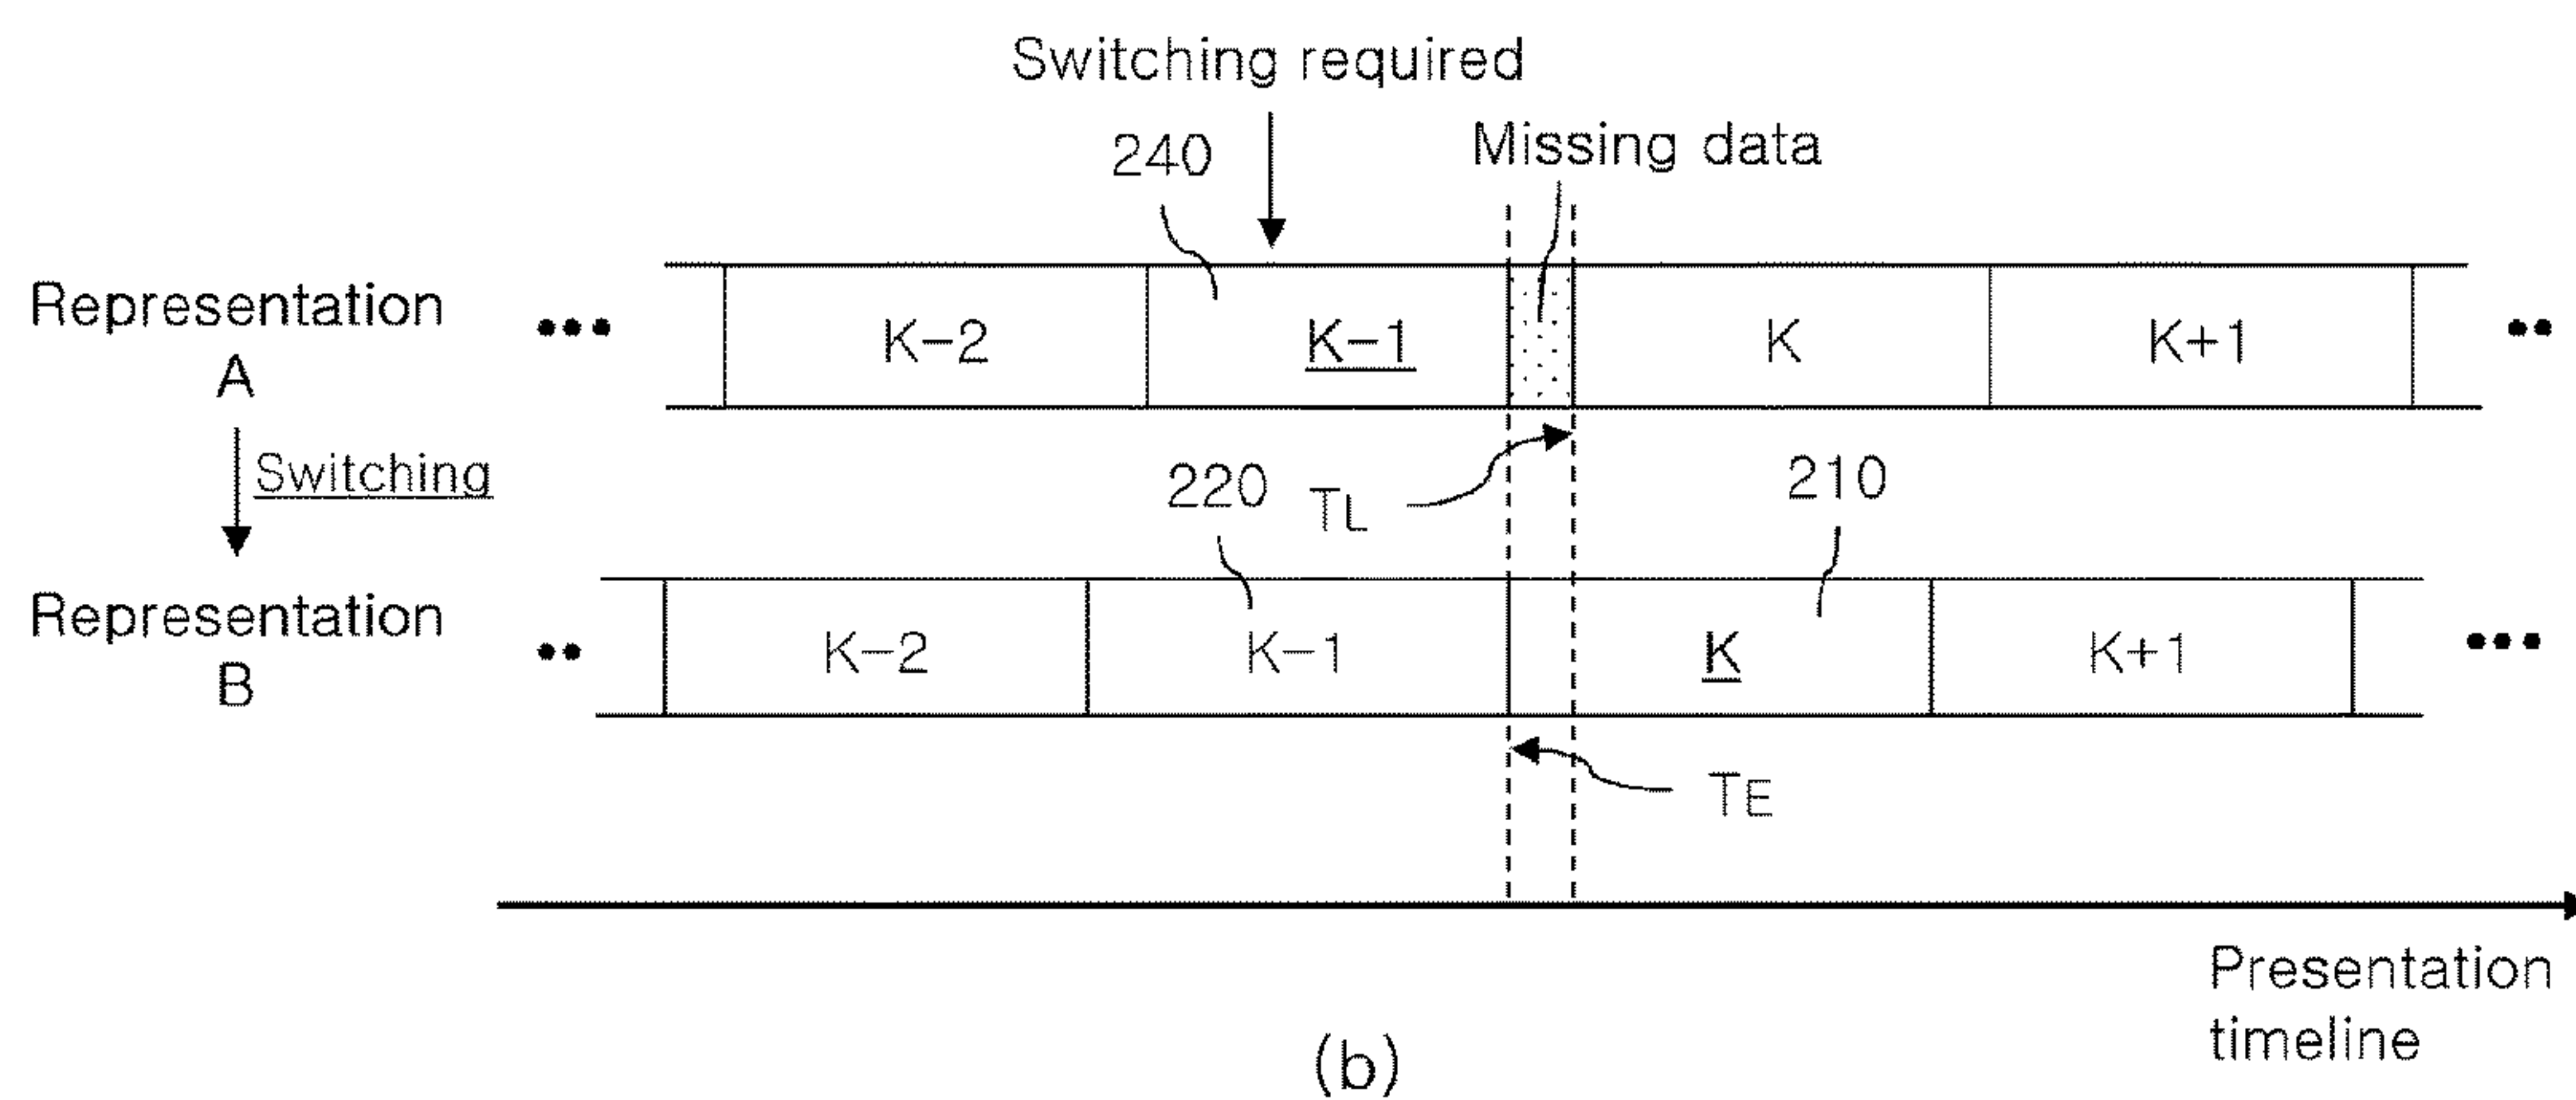 Switching required
240
Missing data
Representation
A
K-2
K-1
K
K+1
Switching
220
TL
210
Representation
B
K-2
K-1
K
K+1
TE
Presentation
timeline
(b)